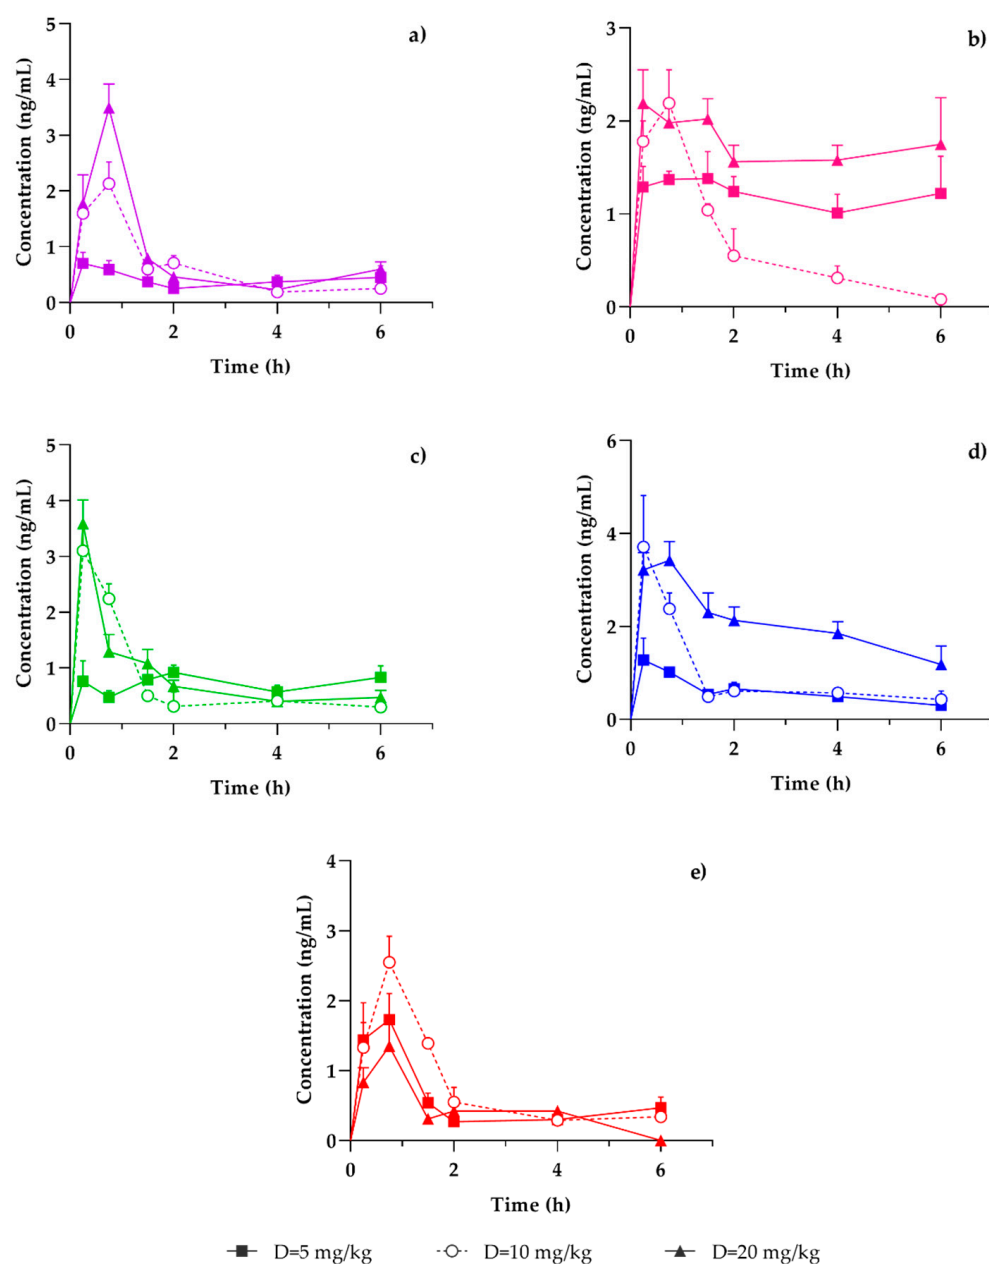 a)
Concentration (ng/mL)
5
4
3
2
1
0
0 2 4 6
Time (h)
b)
Concentration (ng/mL)
3
2
1
0
0 2 4 6
Time (h)
c)
Concentration (ng/mL)
5
4
3
2
1
0
0 2 4 6
Time (h)
d)
Concentration (ng/mL)
6
4
2
0
0 2 4 6
Time (h)
e)
Concentration (ng/mL)
4
3
2
1
0
0 2 4 6
Time (h)
D=5 mg/kg D=10 mg/kg D=20 mg/kg